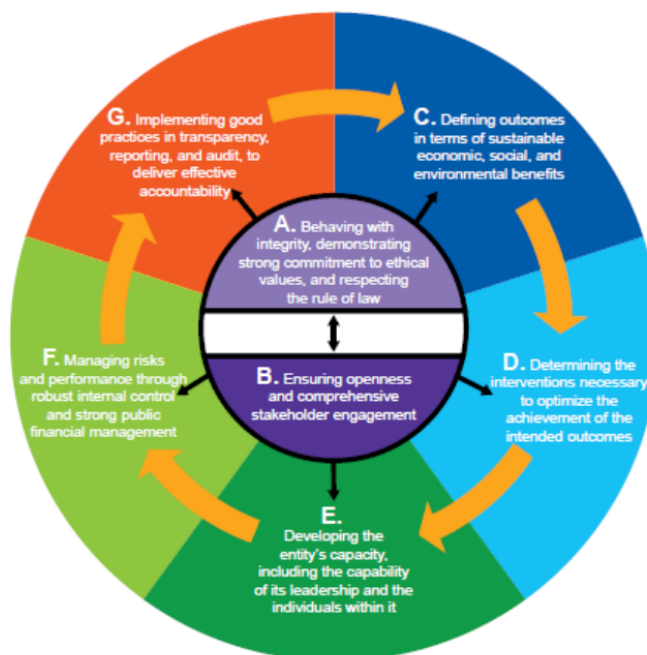 G. Implementing good
practices in transparency,
reporting, and audit, to
deliver effective
accountability
C. Defining outcomes
in terms of sustainable
economic, social, and
environmental benefits
A. Behaving with
integrity, demonstrating
strong commitment to ethical
values, and respecting
the rule of law
B. Ensuring openness
and comprehensive
stakeholder engagement
D. Determining the
interventions necessary
to optimize the
achievement of the
intended outcomes
F. Managing risks
and performance through
robust internal control
and strong public
financial management
E.
Developing the
entity's capacity,
including the capability
of its leadership and the
individuals within it